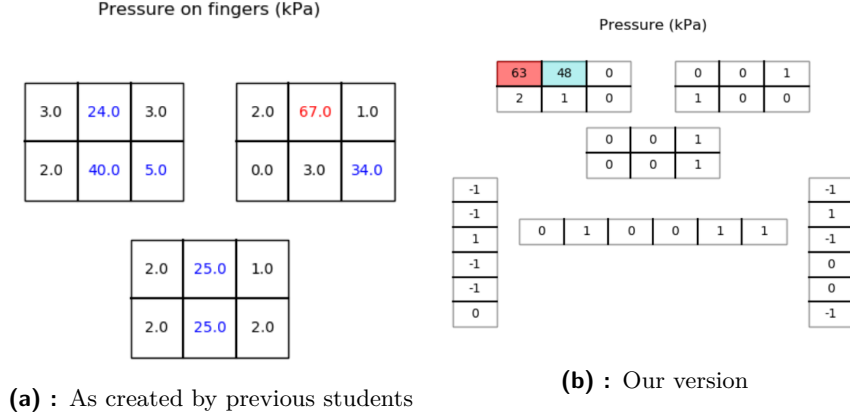 Pressure on fingers (kPa)
3.0 24.0 3.0
2.0 40.0 5.0
2.0 67.0 1.0
0.0 3.0 34.0
2.0 25.0 1.0
2.0 25.0 2.0
(a) : As created by previous students
Pressure (kPa)
63 48 0
2 1 0
0 0 1
1 0 0
0 0 1
0 0 1
-1
-1
1
-1
-1
0
0 1 0 0 1 1
-1
1
-1
0
0
-1
(b) : Our version